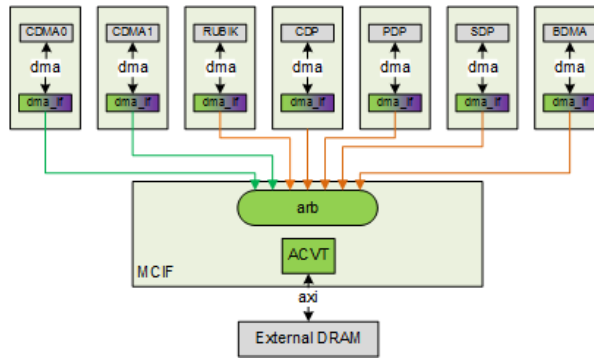 CDMA0 CDMA1 RUBIK CDP PDP SDP BDMA
dma dma dma dma dma dma dma
dma_if dma_if dma_if dma_if dma_if dma_if dma_if
arb
ACVT
MCIF
axi
External DRAM